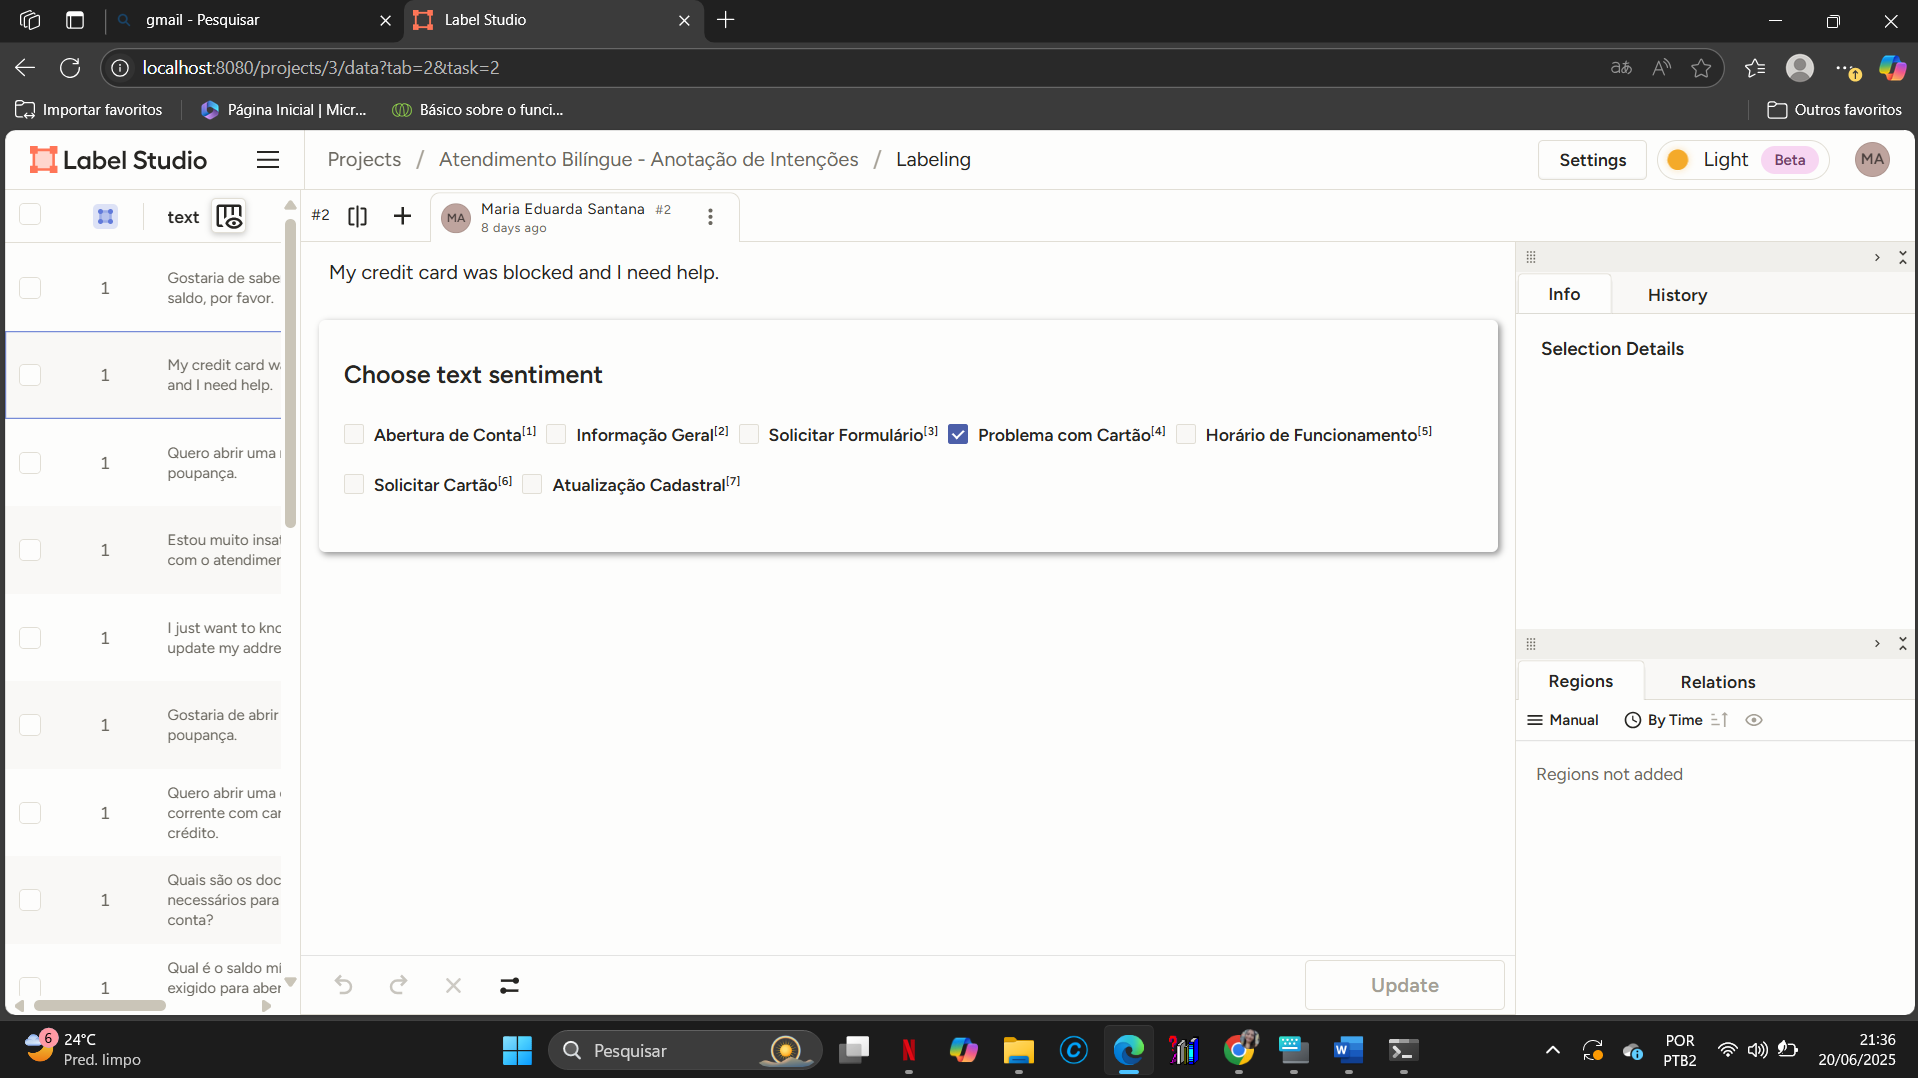 gmail - Pesquisar
Label Studio
localhost:8080/projects/3/data?tab=2&task=2
Importar favoritos
Página Inicial | Micr...
Básico sobre o funci...
Outros favoritos
Label Studio
Projects / Atendimento Bilíngue - Anotação de Intenções / Labeling
Settings
Light
Beta
MA
text
#2
MA
Maria Eduarda Santana #2
8 days ago
1
Gostaria de sabe
saldo, por favor.
1
My credit card w
and I need help.
1
Quero abrir uma
poupança.
1
Estou muito insa
com o atendimer
1
I just want to kno
update my addre
1
Gostaria de abrir
poupança.
1
Quero abrir uma
corrente com car
crédito.
1
Quais são os doc
necessários para
conta?
1
Qual é o saldo mí
exigido para aber
My credit card was blocked and I need help.
Choose text sentiment
Abertura de Conta[1] Informação Geral[2] Solicitar Formulário[3] Problema com Cartão[4] Horário de Funcionamento[5]
Solicitar Cartão[6] Atualização Cadastral[7]
Update
Info
History
Selection Details
Regions
Relations
Manual
By Time
Regions not added
6
24°C
Pred. limpo
Pesquisar
POR
PTB2
21:36
20/06/2025